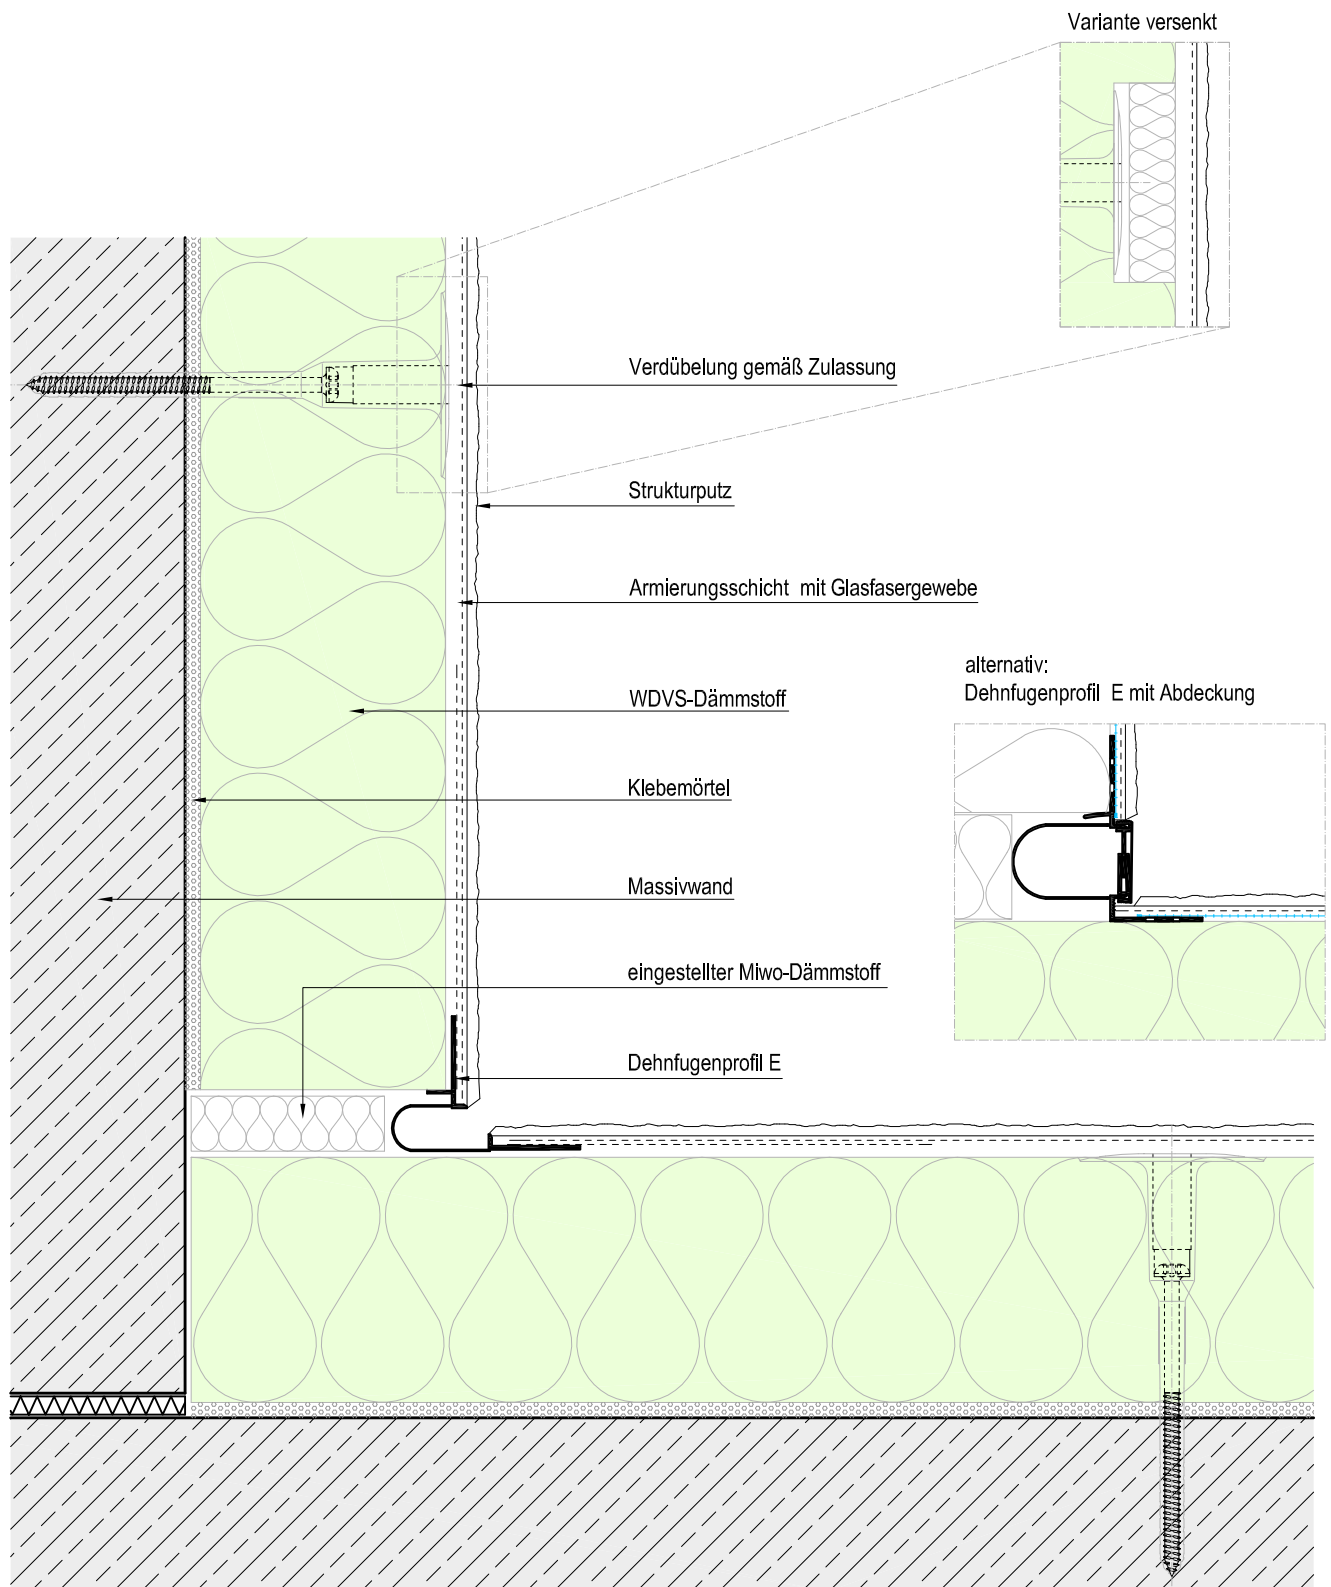 Variante versenkt
Verdübelung gemäß Zulassung
Strukturputz
Armierungsschicht mit Glasfasergewebe
alternativ:
Dehnfugenprofil E mit Abdeckung
WDVS-Dämmstoff
Klebemörtel
Massivwand
eingestellter Miwo-Dämmstoff
Dehnfugenprofil E